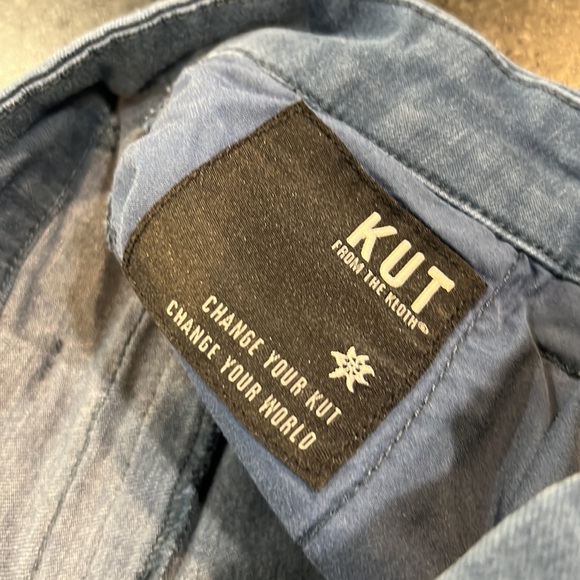 KUT
FROM THE KLOTH
CHANGE YOUR KUT
CHANGE YOUR WORLD